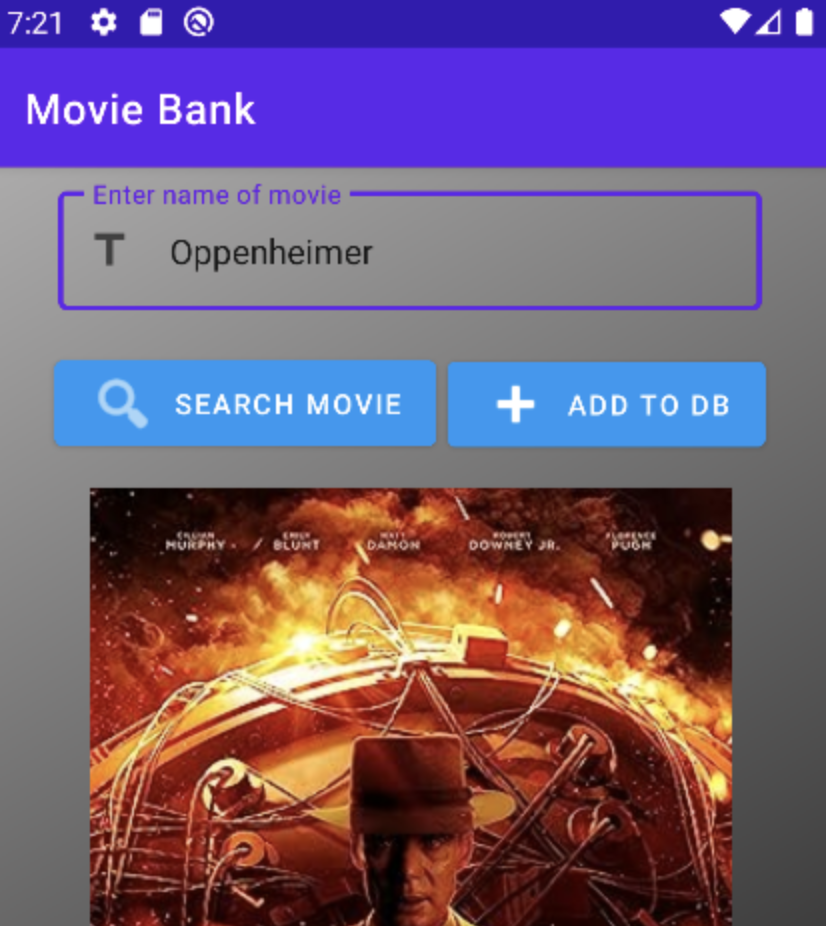 7:21
Movie Bank
Enter name of movie
T Oppenheimer
SEARCH MOVIE
ADD TO DB
CILLIAN MURPHY
EMILY BLUNT
MATT DAMON
ROBERT DOWNEY JR.
FLORENCE PUGH